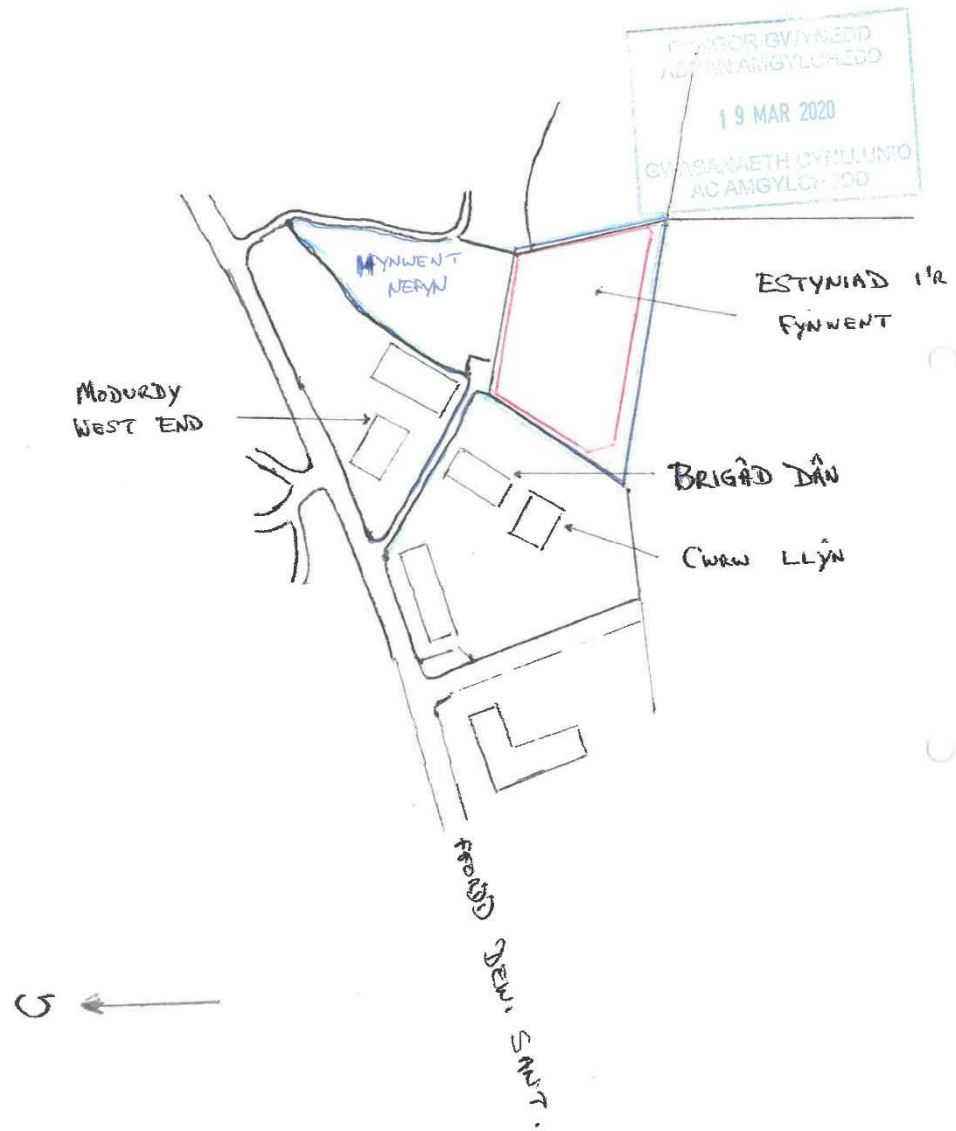 CYNGOR GWYNEDD
ADRAN AMGYLCHEDD
19 MAR 2020
GWASANAETH CYNLLUNIO
AC AMGYLCHEDD
MYNWENT
NEFYN
ESTYNIAD I'R
FYNWENT
MODURDY
WEST END
BRIGÂD DÂN
CWRW LLŶN
FFORDD DEWI SANT.